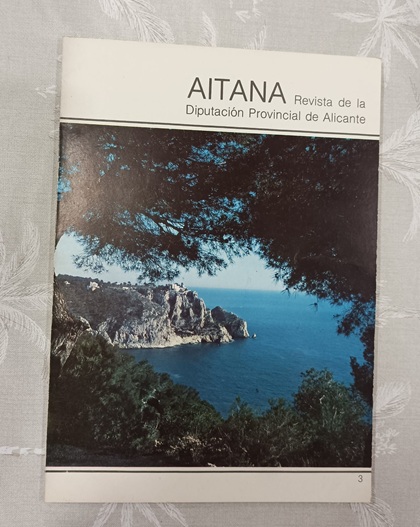 AITANA Revista de la
Diputación Provincial de Alicante
3